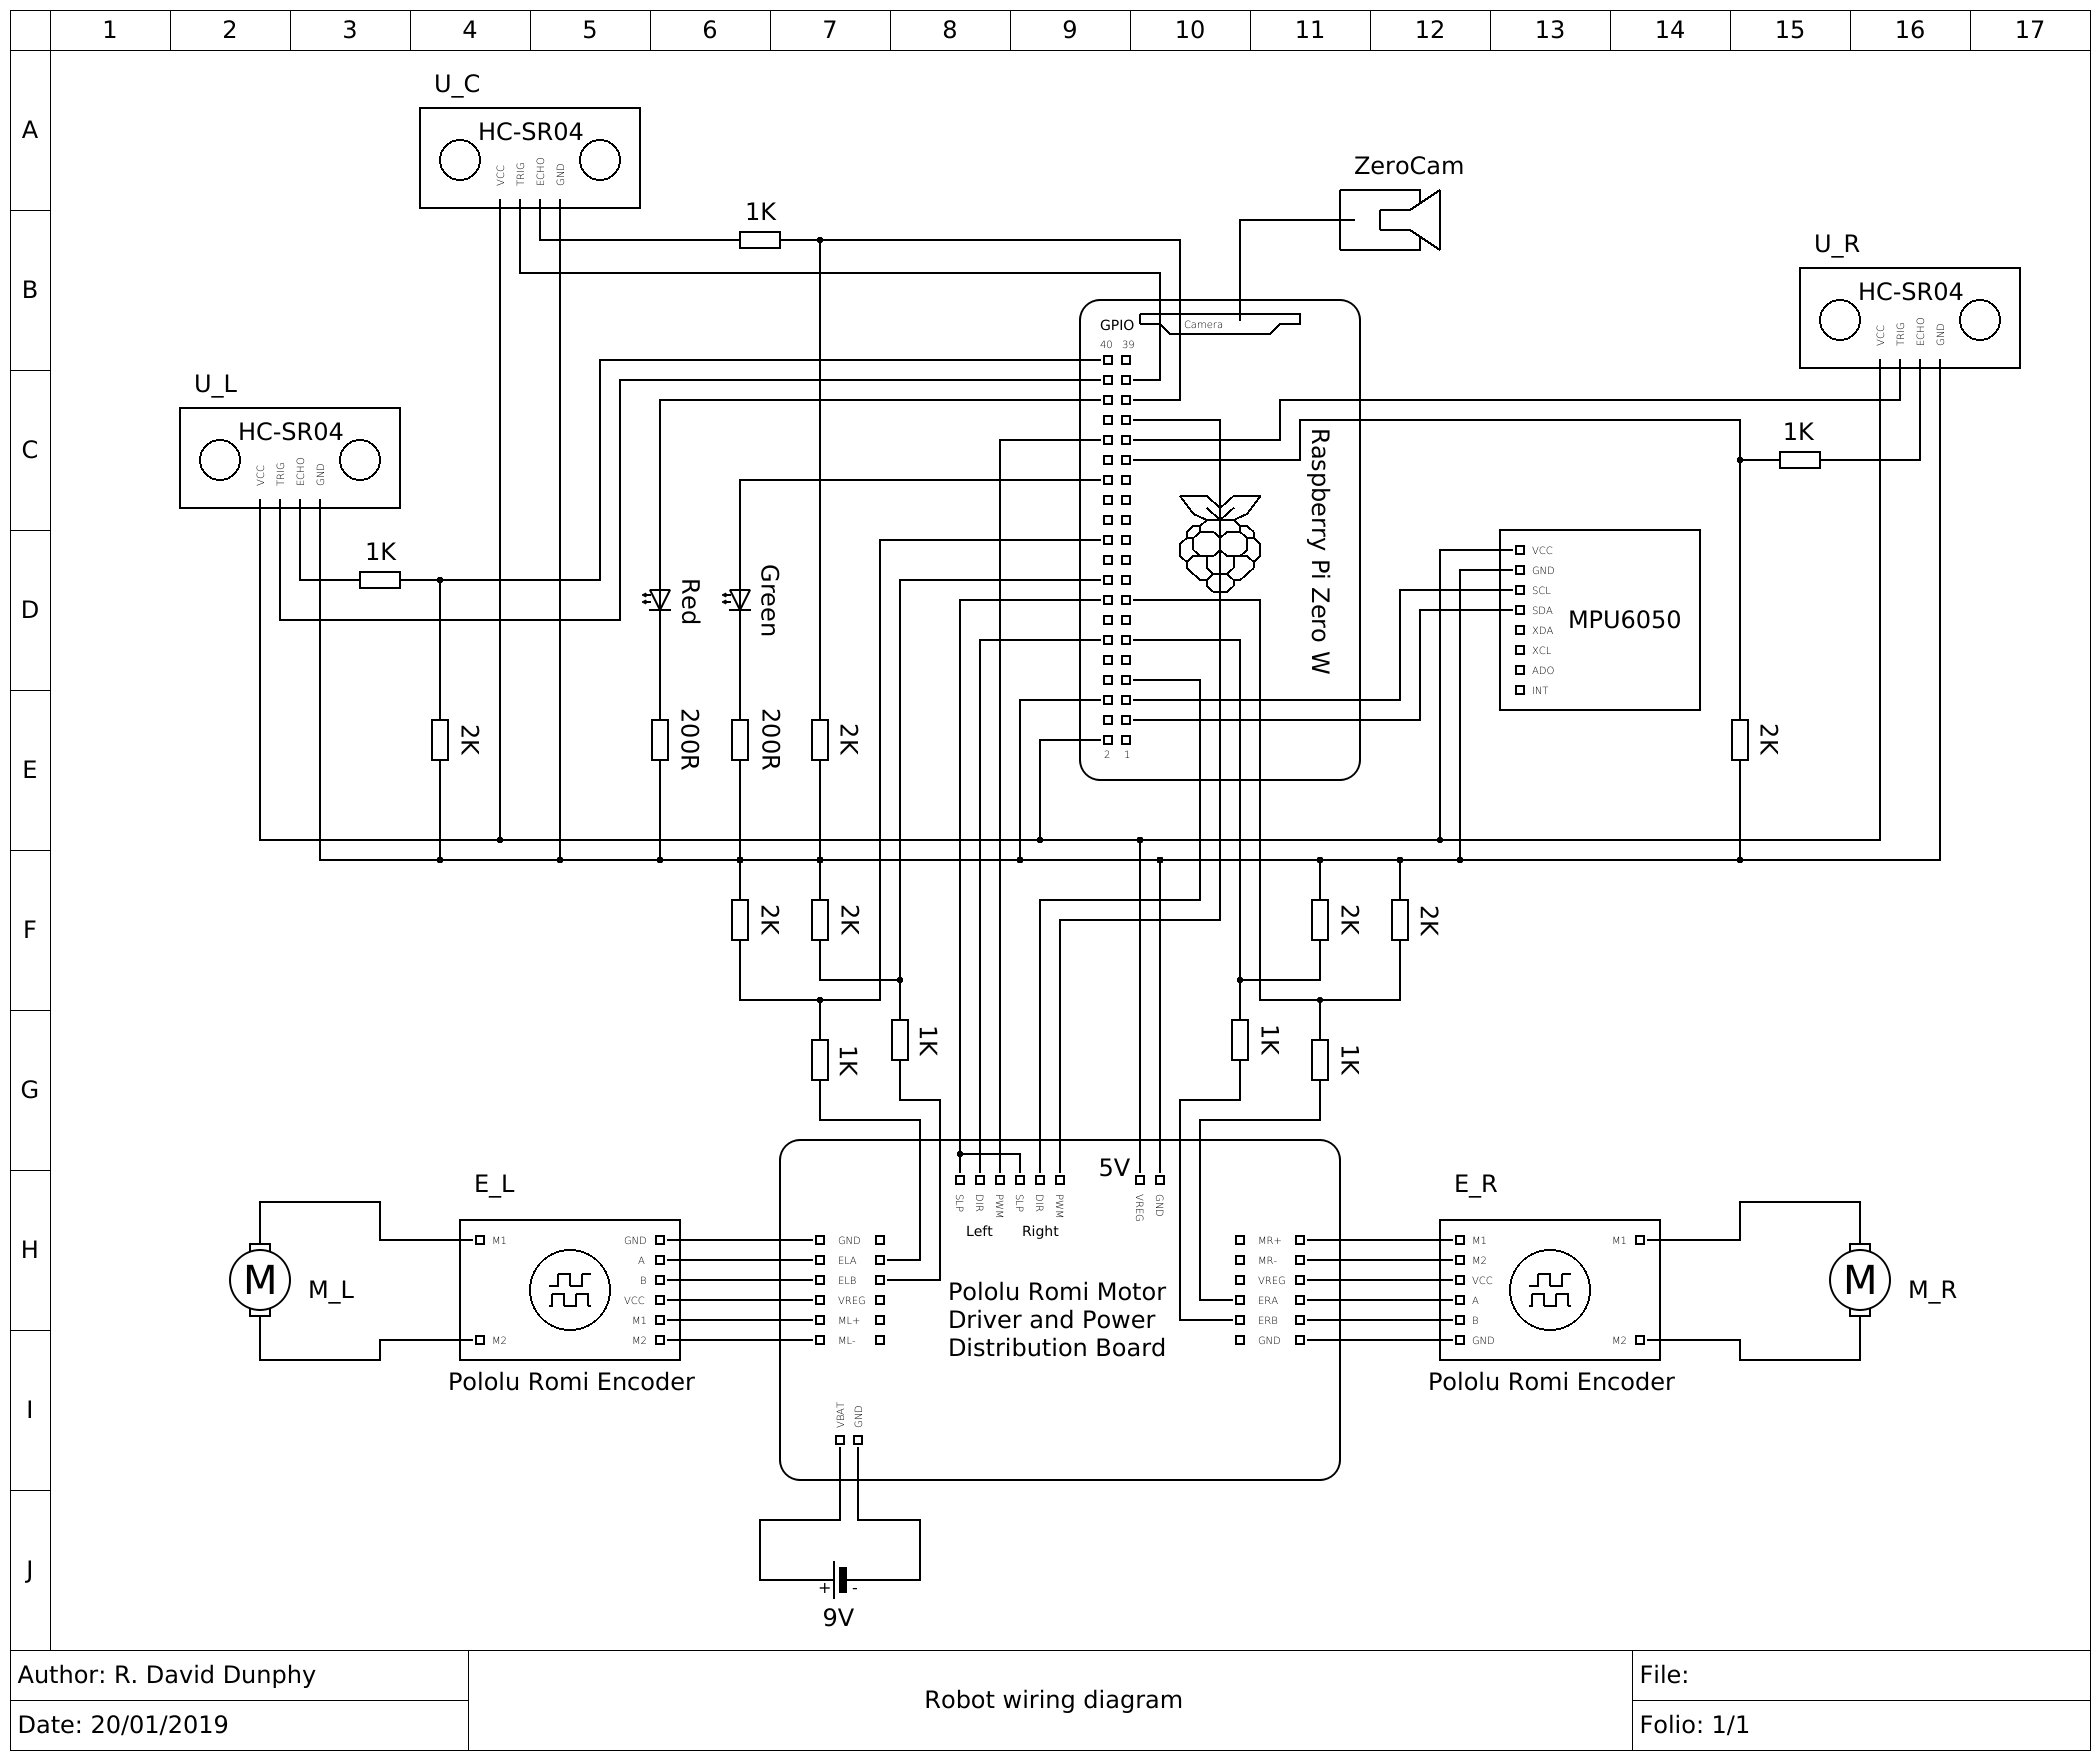 1 2 3 4 5 6 7 8 9 10 11 12 13 14 15 16 17
A
B
C
D
E
F
G
H
I
J
U_C
HC-SR04
VCC
TRIG
ECHO
GND
1K
ZeroCam
U_R
HC-SR04
VCC
TRIG
ECHO
GND
1K
U_L
HC-SR04
VCC
TRIG
ECHO
GND
1K
GPIO
Camera
40 39
Raspberry Pi Zero W
2 1
Red
Green
VCC
GND
SCL
SDA
XDA
XCL
ADO
INT
MPU6050
2K
200R
200R
2K
2K
2K
2K
2K
2K
1K
1K
1K
1K
5V
SLP
DIR
PWM
SLP
DIR
PWM
VREG
GND
Left
Right
E_L
M1
M2
GND
A
B
VCC
M1
M2
Pololu Romi Encoder
M
M_L
GND
ELA
ELB
VREG
ML+
ML-
Pololu Romi Motor
Driver and Power
Distribution Board
MR+
MR-
VREG
ERA
ERB
GND
E_R
M1
M2
VCC
A
B
GND
M1
M2
Pololu Romi Encoder
M
M_R
VBAT
GND
+ -
9V
Author: R. David Dunphy
Date: 20/01/2019
Robot wiring diagram
File:
Folio: 1/1